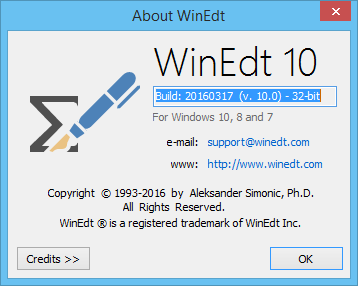 About WinEdt
WinEdt 10
Build: 20160317 (v. 10.0) - 32-bit
For Windows 10, 8 and 7
e-mail: support@winedt.com
www: http://www.winedt.com
Copyright © 1993-2016 by Aleksander Simonic, Ph.D.
All Rights Reserved.
WinEdt ® is a registered trademark of WinEdt Inc.
Credits >> OK